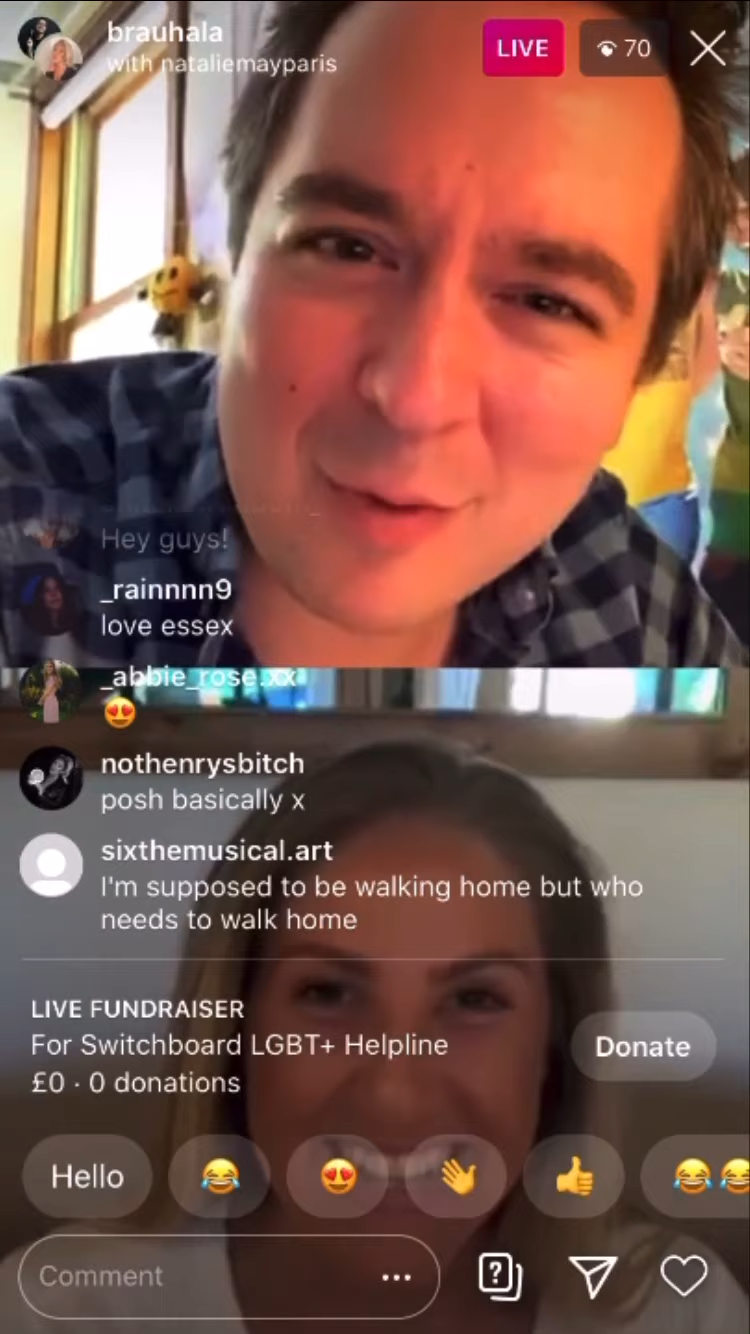 brauhala
with nataliemayparis
LIVE
70
Hey guys!
_rainnnn9
love essex
_abbie_rose.xx
😍
nothenrysbitch
posh basically x
sixthemusical.art
I'm supposed to be walking home but who
needs to walk home
LIVE FUNDRAISER
For Switchboard LGBT+ Helpline
£0 · 0 donations
Donate
Hello
😂
😍
👋
👍
😂😂
Comment